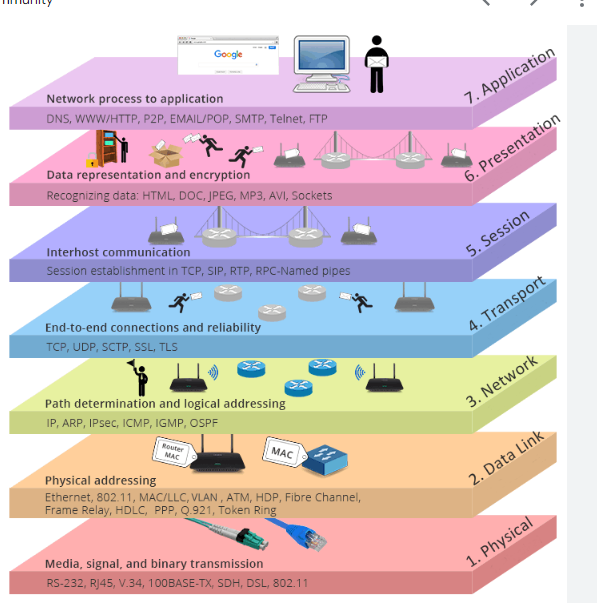 mmunity
Google
7. Application
Network process to application
DNS, WWW/HTTP, P2P, EMAIL/POP, SMTP, Telnet, FTP
6. Presentation
Data representation and encryption
Recognizing data: HTML, DOC, JPEG, MP3, AVI, Sockets
5. Session
Interhost communication
Session establishment in TCP, SIP, RTP, RPC-Named pipes
4. Transport
End-to-end connections and reliability
TCP, UDP, SCTP, SSL, TLS
3. Network
Path determination and logical addressing
IP, ARP, IPsec, ICMP, IGMP, OSPF
Router
MAC
MAC
2. Data Link
Physical addressing
Ethernet, 802.11, MAC/LLC, VLAN , ATM, HDP, Fibre Channel,
Frame Relay, HDLC, PPP, Q.921, Token Ring
1. Physical
Media, signal, and binary transmission
RS-232, RJ45, V.34, 100BASE-TX, SDH, DSL, 802.11